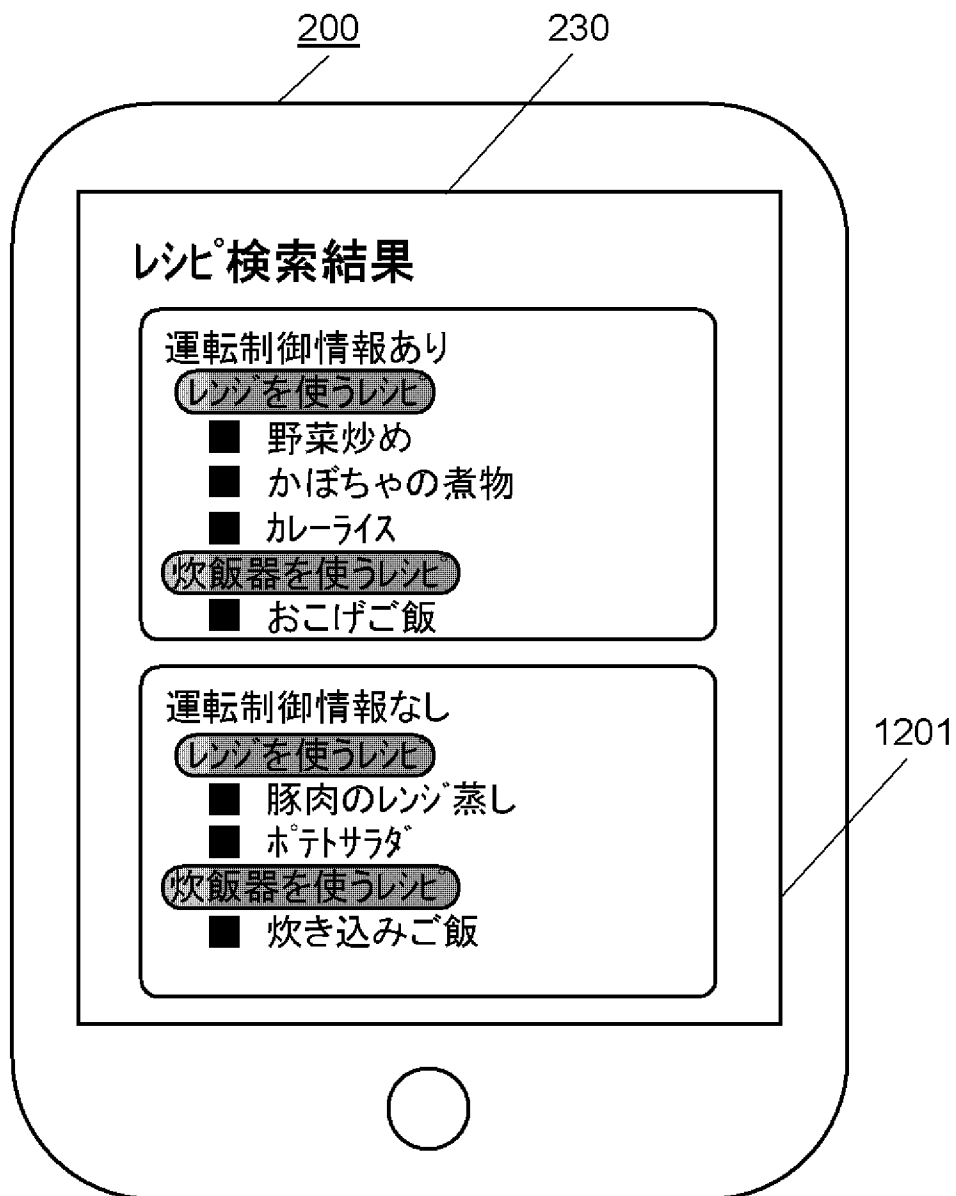 200 230
レシピ検索結果
運転制御情報あり
レンジを使うレシピ
■ 野菜炒め
■ かぼちゃの煮物
■ カレーライス
炊飯器を使うレシピ
■ おこげご飯
運転制御情報なし
レンジを使うレシピ
1201
■ 豚肉のレンジ蒸し
■ ポテトサラダ
炊飯器を使うレシピ
■ 炊き込みご飯